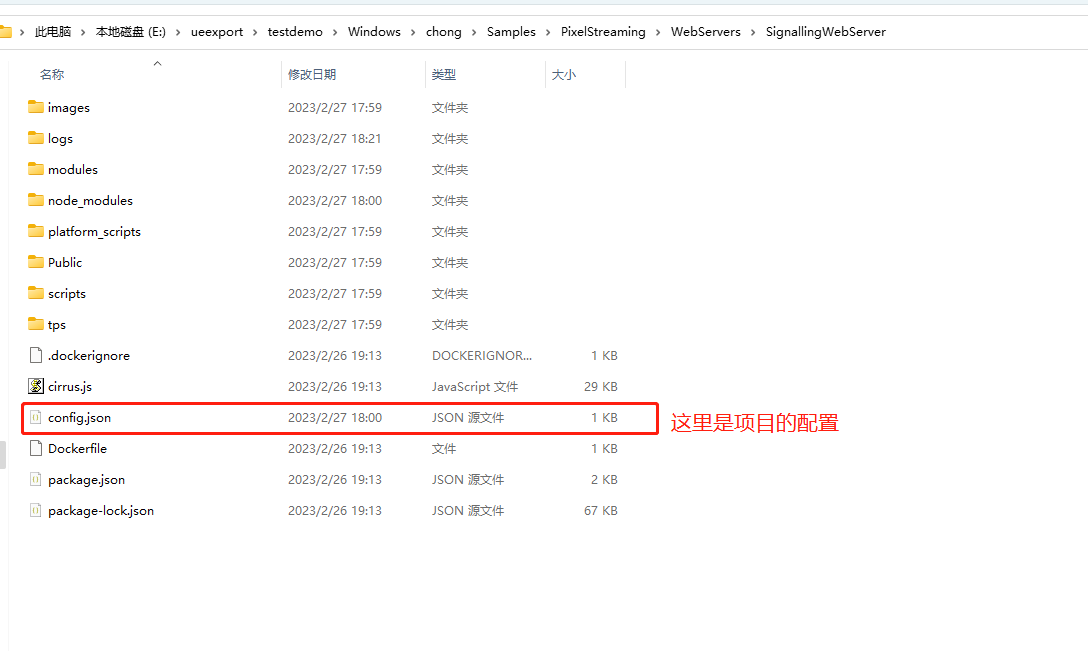 此电脑 > 本地磁盘 (E:) > ueexport > testdemo > Windows > chong > Samples > PixelStreaming > WebServers > SignallingWebServer
名称 修改日期 类型 大小
images 2023/2/27 17:59 文件夹
logs 2023/2/27 18:21 文件夹
modules 2023/2/27 17:59 文件夹
node_modules 2023/2/27 18:00 文件夹
platform_scripts 2023/2/27 17:59 文件夹
Public 2023/2/27 17:59 文件夹
scripts 2023/2/27 17:59 文件夹
tps 2023/2/27 17:59 文件夹
.dockerignore 2023/2/26 19:13 DOCKERIGNOR... 1 KB
cirrus.js 2023/2/26 19:13 JavaScript 文件 29 KB
config.json 2023/2/27 18:00 JSON 源文件 1 KB 这里是项目的配置
Dockerfile 2023/2/26 19:13 文件 1 KB
package.json 2023/2/26 19:13 JSON 源文件 2 KB
package-lock.json 2023/2/26 19:13 JSON 源文件 67 KB